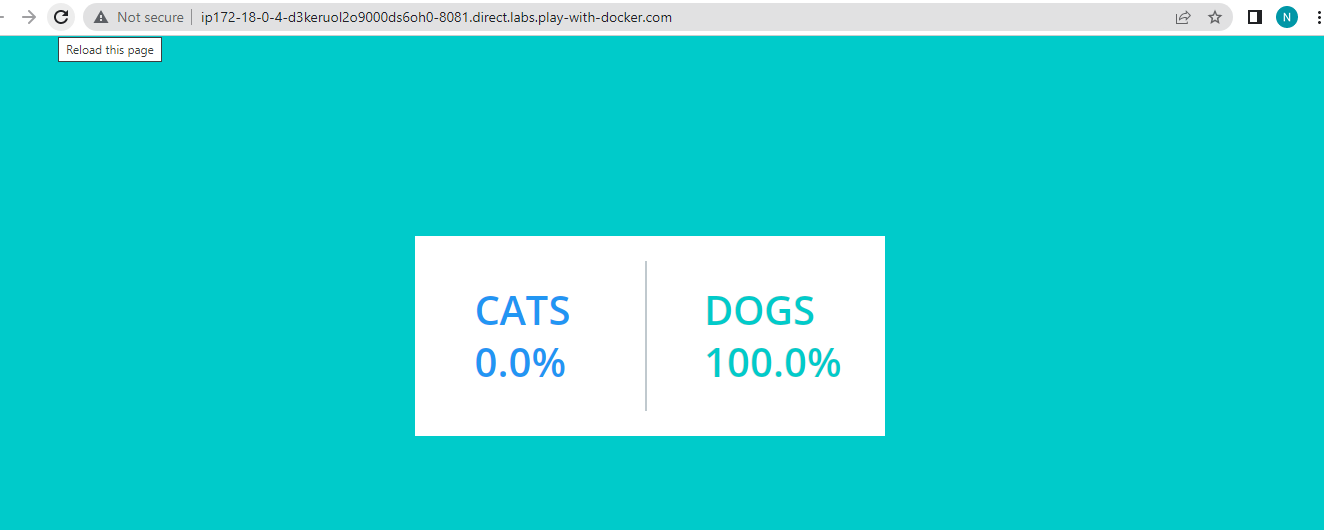 Not secure
ip172-18-0-4-d3keruol2o9000ds6oh0-8081.direct.labs.play-with-docker.com
N
Reload this page
CATS
0.0%
DOGS
100.0%